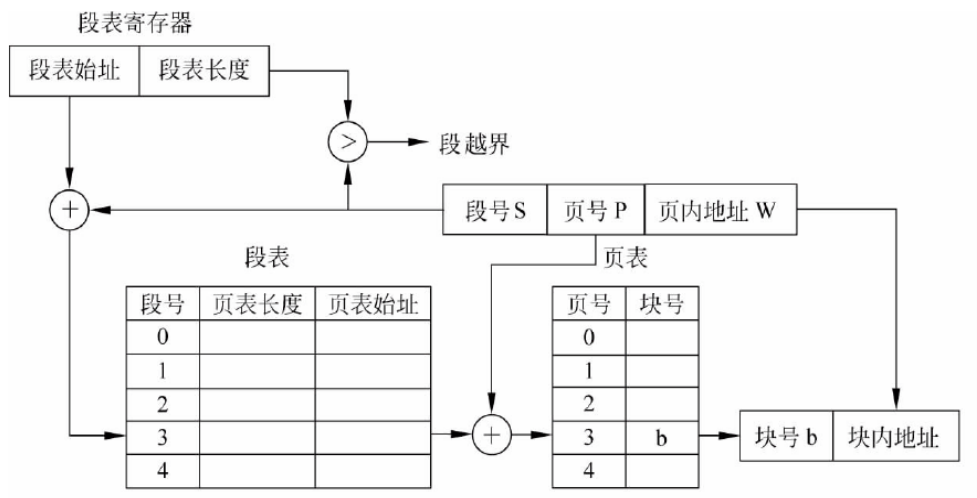 段表寄存器
段表始址 段表长度
> 段越界
+ 段号S 页号P 页内地址W
段表 页表
段号 页表长度 页表始址 页号 块号
0 0
1 1
2 2
3 + 3 b 块号b 块内地址
4 4